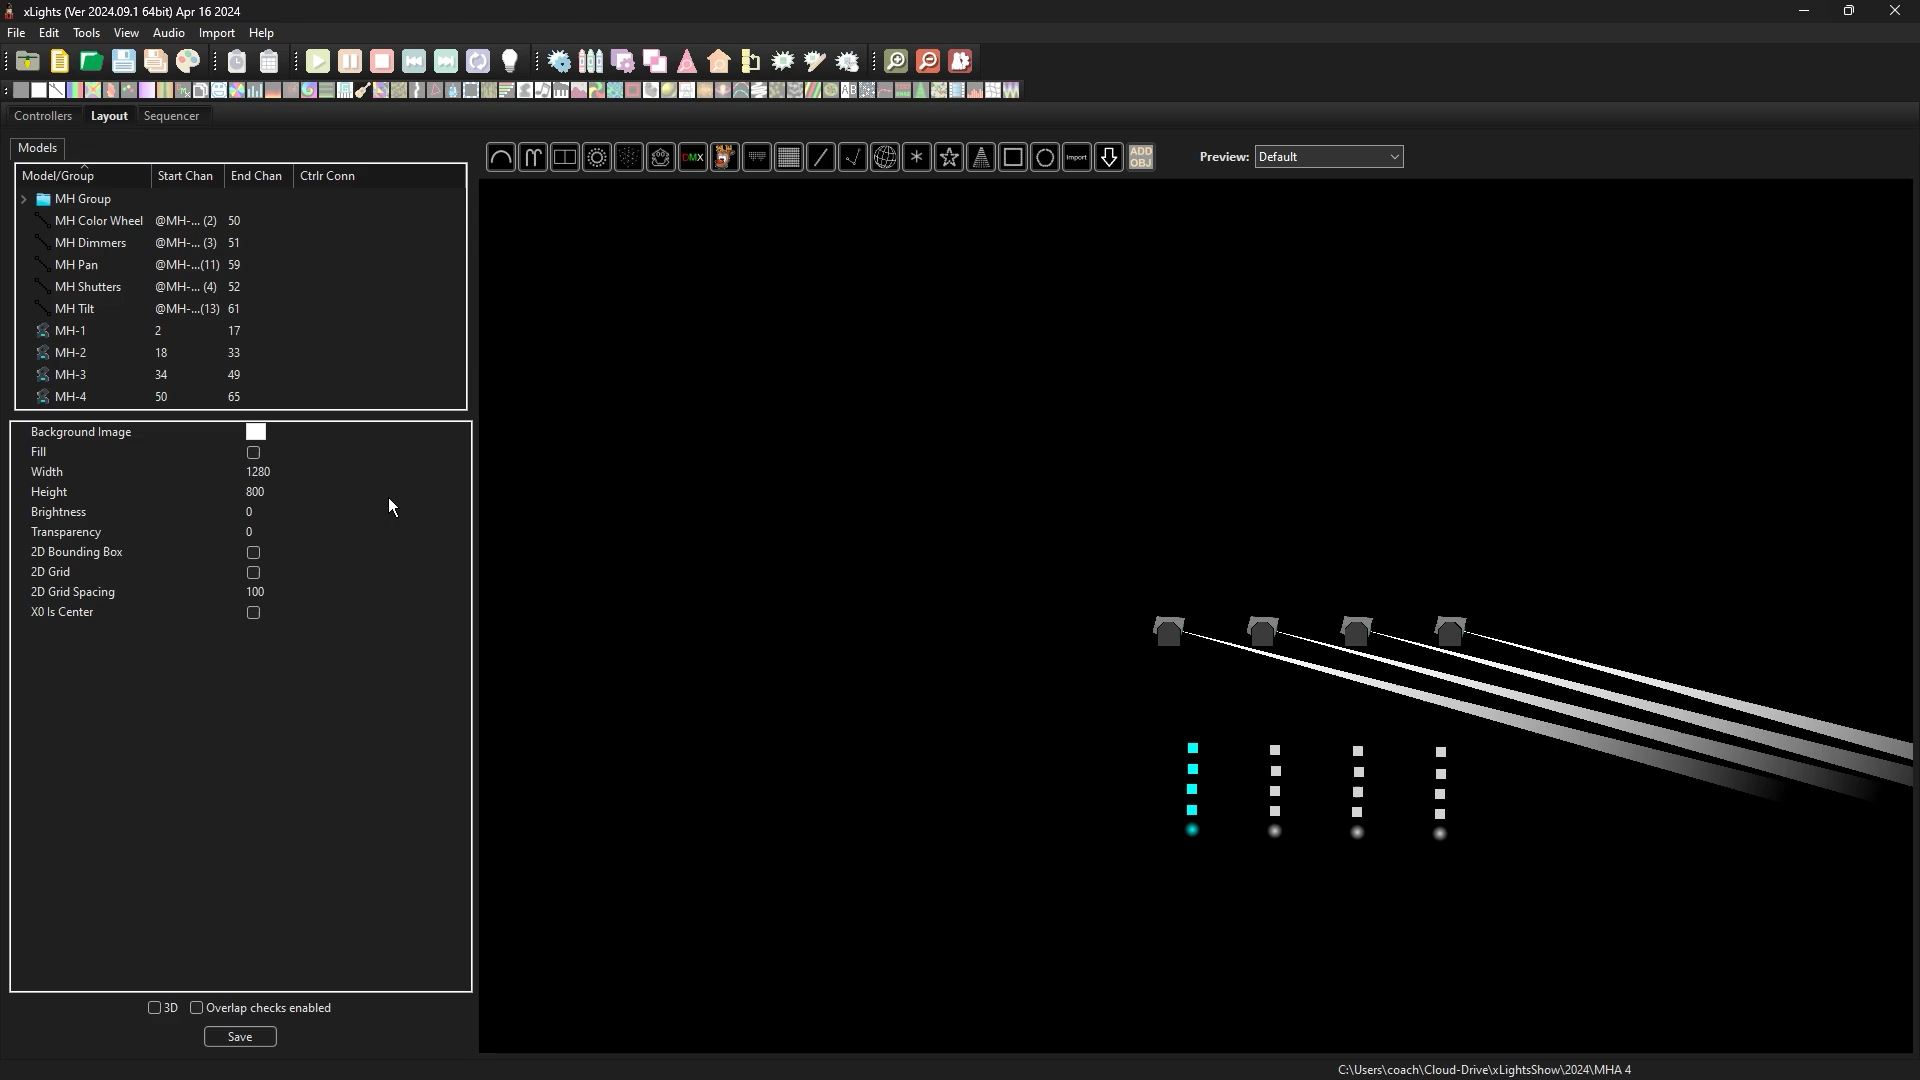 xLights (Ver 2024.09.1 64bit) Apr 16 2024
File Edit Tools View Audio Import Help
Controllers Layout Sequencer
Models
DMX
Import
ADD
OBJ
Preview: Default
Model/Group Start Chan End Chan Ctrlr Conn
MH Group
MH Color Wheel @MH-... (2) 50
MH Dimmers @MH-... (3) 51
MH Pan @MH-...(11) 59
MH Shutters @MH-... (4) 52
MH Tilt @MH-...(13) 61
MH-1 2 17
MH-2 18 33
MH-3 34 49
MH-4 50 65
Background Image
Fill
Width 1280
Height 800
Brightness 0
Transparency 0
2D Bounding Box
2D Grid
2D Grid Spacing 100
X0 Is Center
3D Overlap checks enabled
Save
C:\Users\coach\Cloud-Drive\xLightsShow\2024\MHA 4